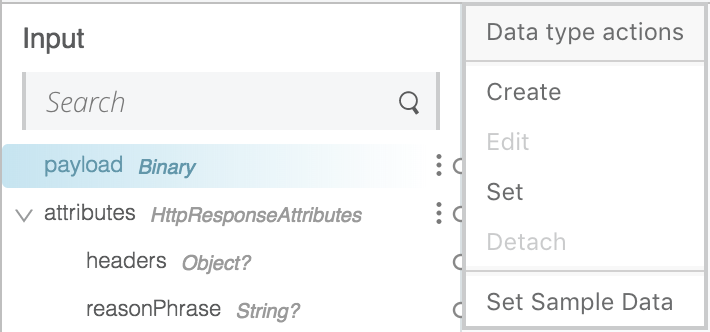 Input
Search
payload Binary
attributes HttpResponseAttributes
headers Object?
reasonPhrase String?
Data type actions
Create
Edit
Set
Detach
Set Sample Data